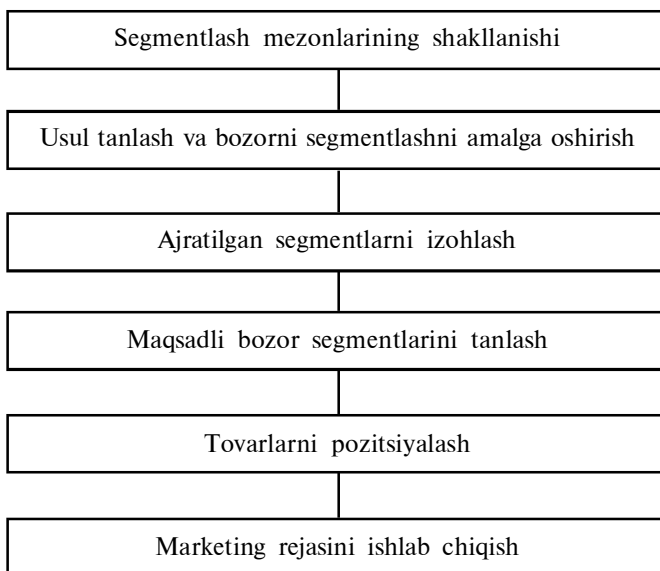 Segmentlash mezonlarining shakllanishi
Usul tanlash va bozorni segmentlashni amalga oshirish
Ajratilgan segmentlarni izohlash
Maqsadli bozor segmentlarini tanlash
Tovarlarni pozitsiyalash
Marketing rejasini ishlab chiqish